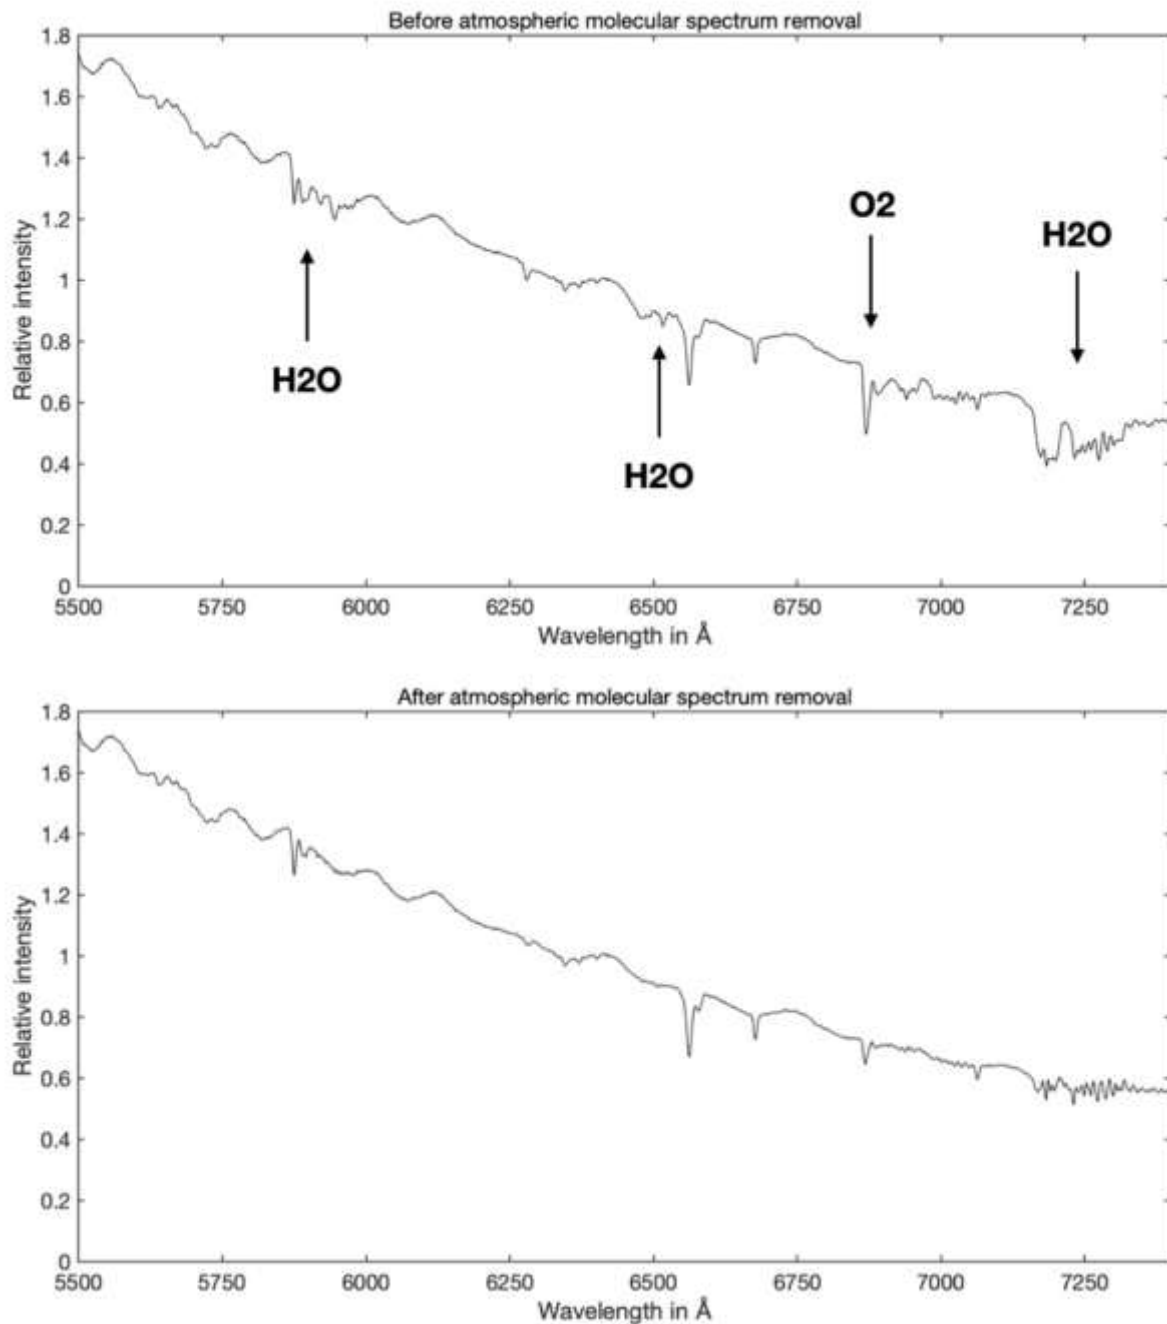 Before atmospheric molecular spectrum removal
1.8
1.6
1.4
1.2
1
0.8
0.6
0.4
0.2
0
Relative intensity
O2
H2O
H2O
H2O
5500 5750 6000 6250 6500 6750 7000 7250
Wavelength in Å
After atmospheric molecular spectrum removal
1.8
1.6
1.4
1.2
1
0.8
0.6
0.4
0.2
0
Relative intensity
5500 5750 6000 6250 6500 6750 7000 7250
Wavelength in Å